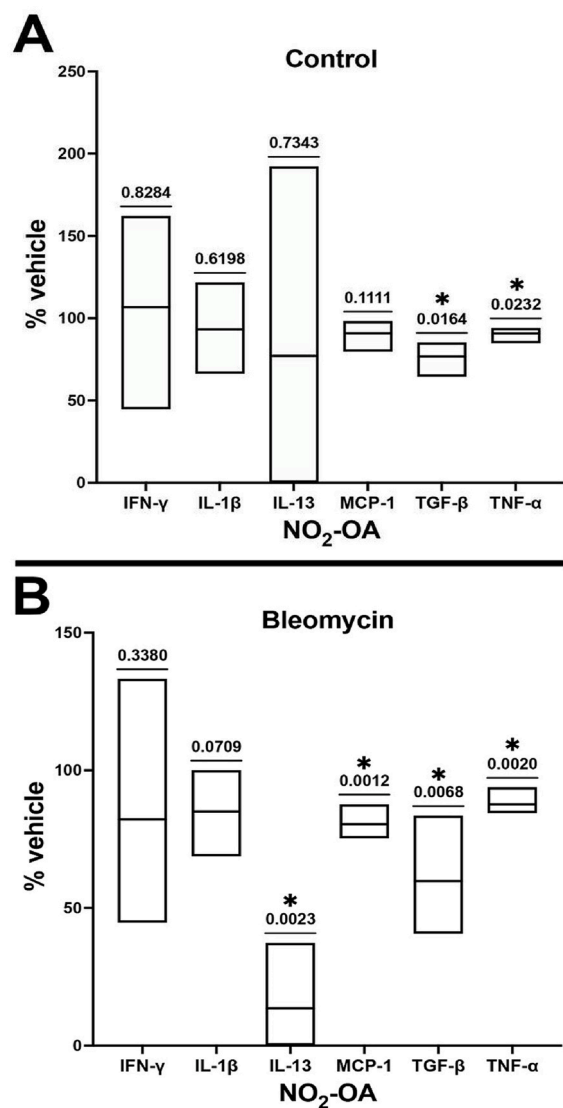 A
Control
250
200
150
100
50
0
% vehicle
0.8284
0.6198
0.7343
0.1111
*
0.0164
*
0.0232
IFN-γ IL-1β IL-13 MCP-1 TGF-β TNF-α
NO₂-OA
B
Bleomycin
150
100
50
0
% vehicle
0.3380
0.0709
*
0.0023
*
0.0012
*
0.0068
*
0.0020
IFN-γ IL-1β IL-13 MCP-1 TGF-β TNF-α
NO₂-OA